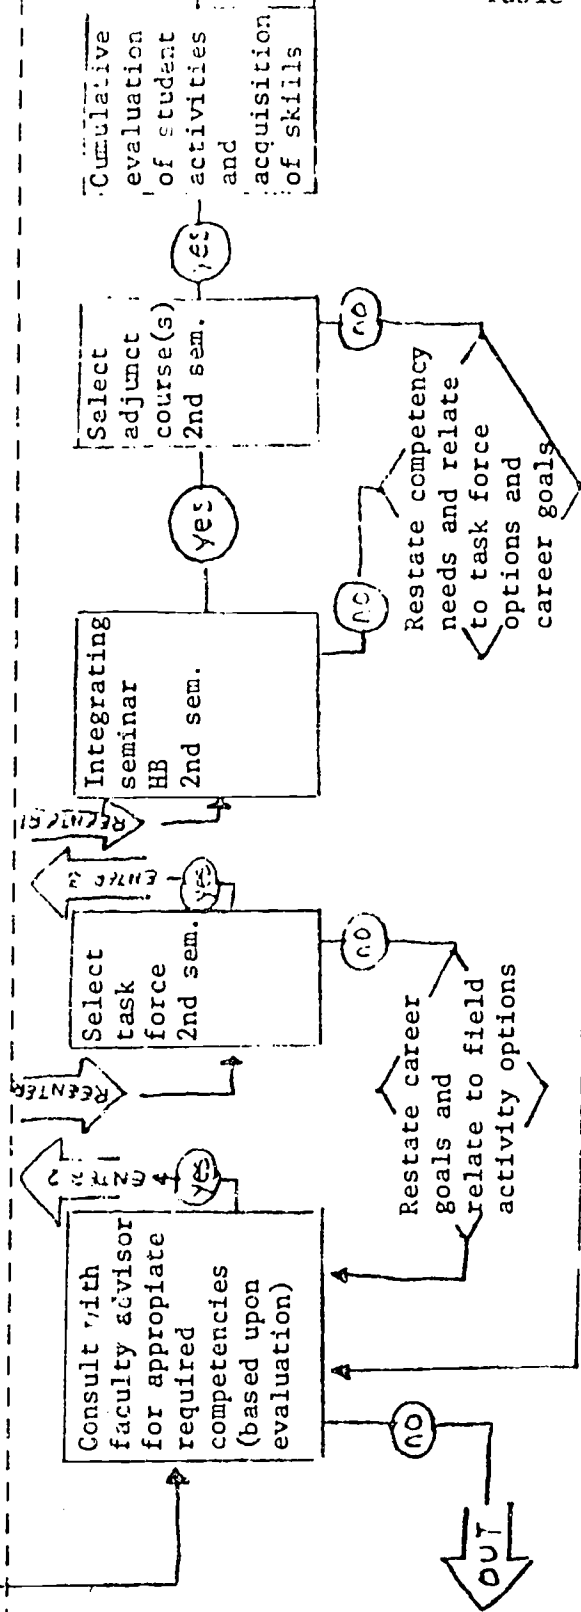 Table
Consult with
faculty advisor
for appropiate
required
competencies
(based upon
evaluation)
yes
ENTER 2
no
OUT
REENTER
Select
task
force
2nd sem.
yes
ENTER 3
no
Restate career
goals and
relate to field
activity options
REENTER
Integrating
seminar
HB
2nd sem.
yes
no
Restate competency
needs and relate
to task force
options and
career goals
Select
adjunct
course(s)
2nd sem.
yes
no
Cumulative
evaluation
of student
activities
and
acquisition
of skills